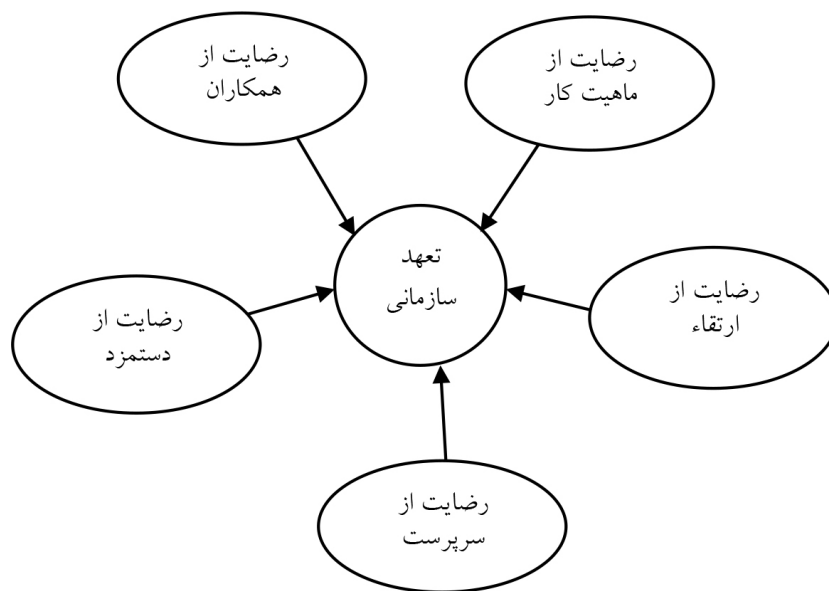 رضایت از
ماهیت کار
رضایت از
همکاران
تعهد
سازمانی
رضایت از
ارتقاء
رضایت از
دستمزد
رضایت از
سرپرست